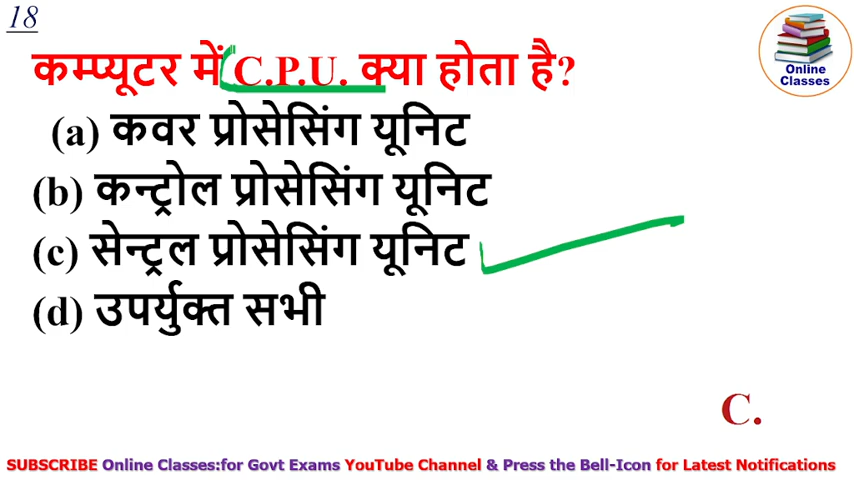 18
कम्प्यूटर में C.P.U. क्या होता है?
(a) कवर प्रोसेसिंग यूनिट
(b) कन्ट्रोल प्रोसेसिंग यूनिट
(c) सेन्ट्रल प्रोसेसिंग यूनिट
(d) उपर्युक्त सभी
C.
Online
Classes
SUBSCRIBE Online Classes:for Govt Exams YouTube Channel & Press the Bell-Icon for Latest Notifications